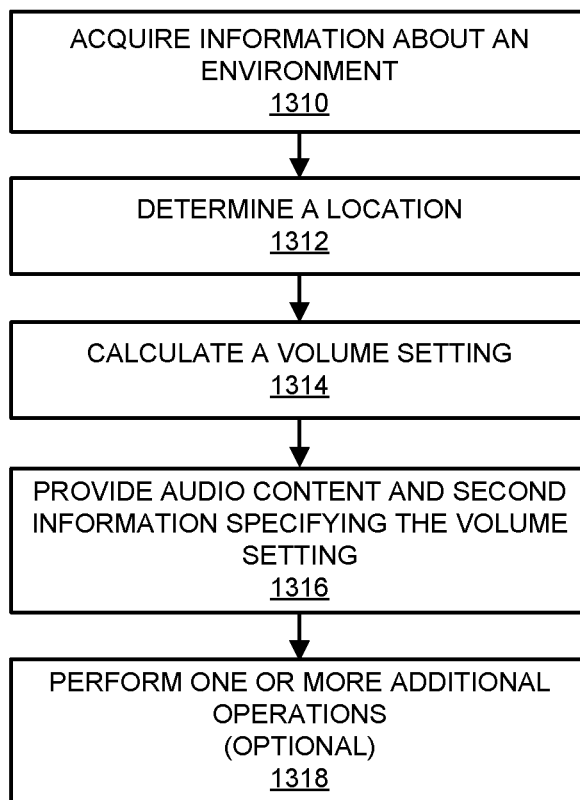 ACQUIRE INFORMATION ABOUT AN
ENVIRONMENT
1310
DETERMINE A LOCATION
1312
CALCULATE A VOLUME SETTING
1314
PROVIDE AUDIO CONTENT AND SECOND
INFORMATION SPECIFYING THE VOLUME
SETTING
1316
PERFORM ONE OR MORE ADDITIONAL
OPERATIONS
(OPTIONAL)
1318